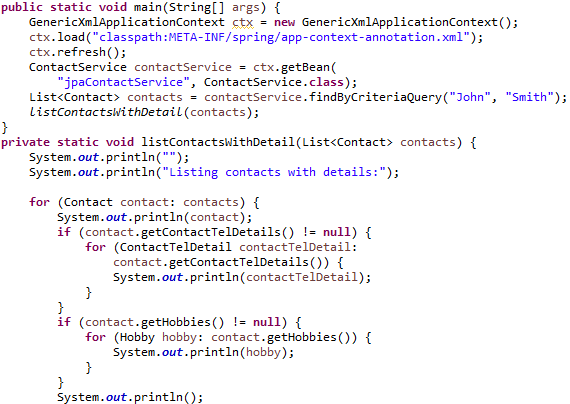 public static void main(String[] args) {
    GenericXmlApplicationContext ctx = new GenericXmlApplicationContext();
    ctx.load("classpath:META-INF/spring/app-context-annotation.xml");
    ctx.refresh();
    ContactService contactService = ctx.getBean(
        "jpaContactService", ContactService.class);
    List<Contact> contacts = contactService.findByCriteriaQuery("John", "Smith");
    listContactsWithDetail(contacts);
}
private static void listContactsWithDetail(List<Contact> contacts) {
    System.out.println("");
    System.out.println("Listing contacts with details:");

    for (Contact contact: contacts) {
        System.out.println(contact);
        if (contact.getContactTelDetails() != null) {
            for (ContactTelDetail contactTelDetail:
                contact.getContactTelDetails()) {
                System.out.println(contactTelDetail);
            }
        }
        if (contact.getHobbies() != null) {
            for (Hobby hobby: contact.getHobbies()) {
                System.out.println(hobby);
            }
        }
        System.out.println();